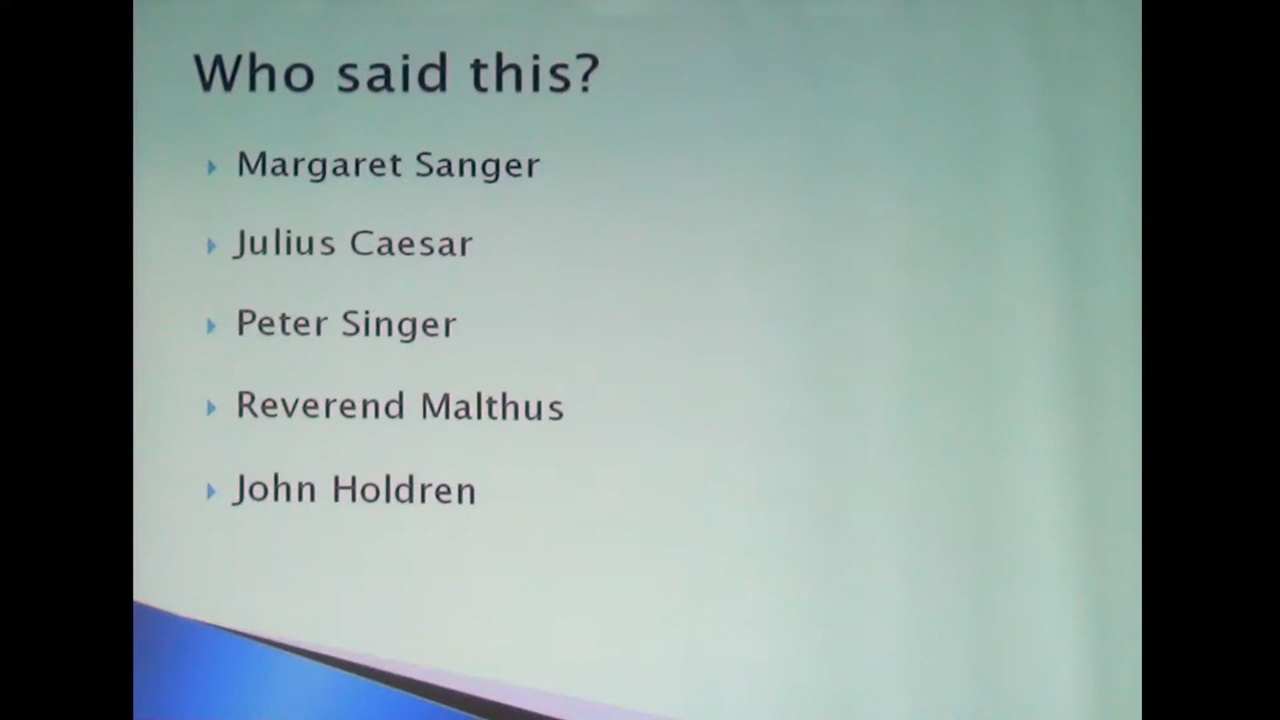 Who said this?
Margaret Sanger
Julius Caesar
Peter Singer
Reverend Malthus
John Holdren